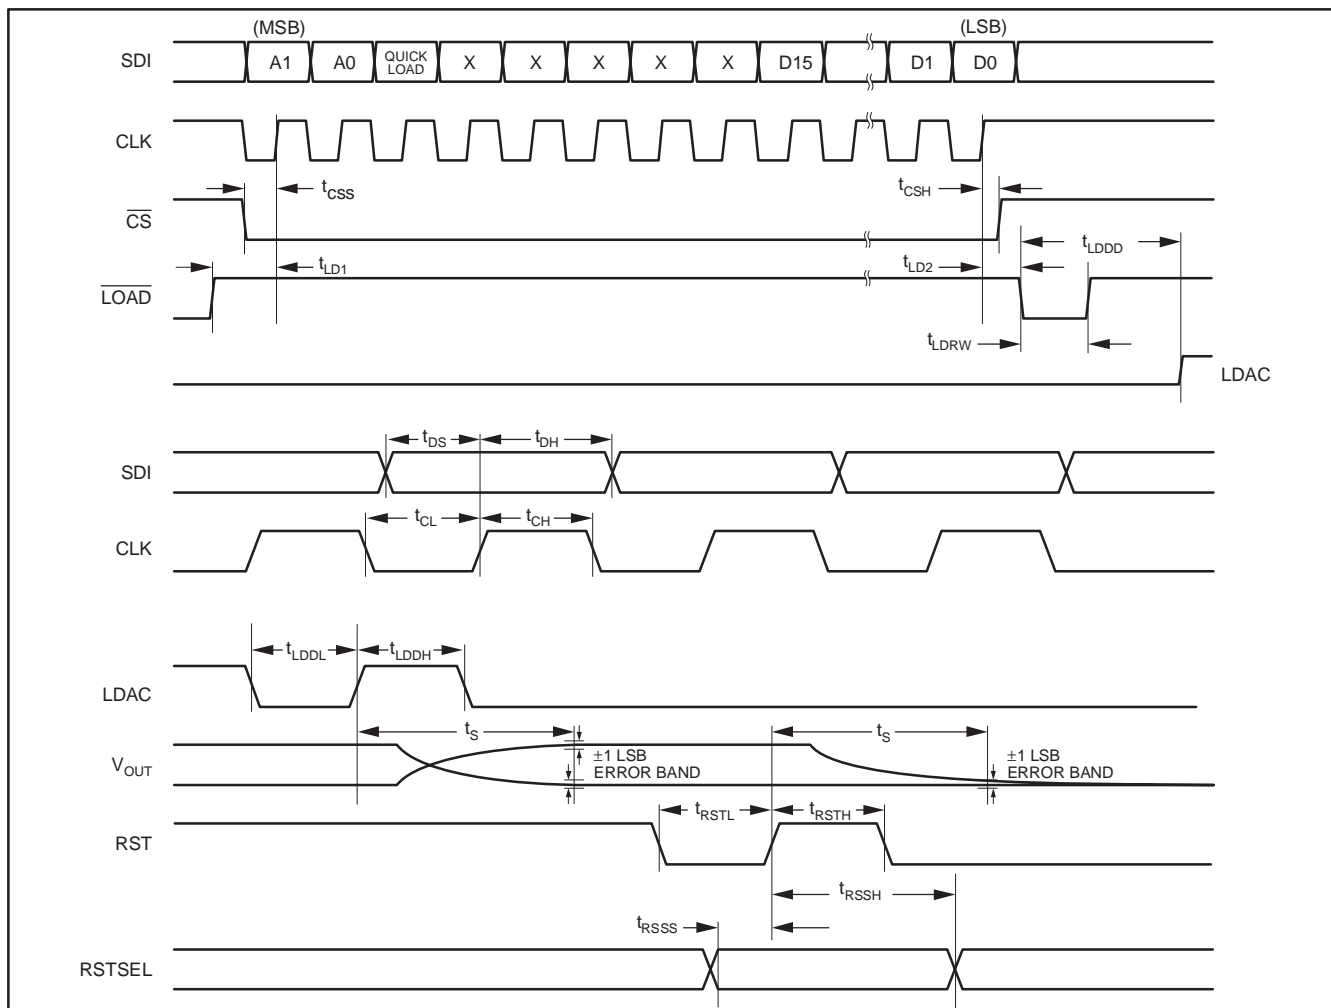 (MSB) (LSB)
SDI A1 A0 QUICK LOAD X X X X X D15 D1 D0
CLK
tCSS tCSH
CS
tLDDD
tLD1 tLD2
LOAD
tLDRW
LDAC
tDS tDH
SDI
tCL tCH
CLK
tLDDL tLDDH
LDAC
tS tS
VOUT ±1 LSB ERROR BAND ±1 LSB ERROR BAND
tRSTL tRSTH
RST
tRSSH
tRSSS
RSTSEL